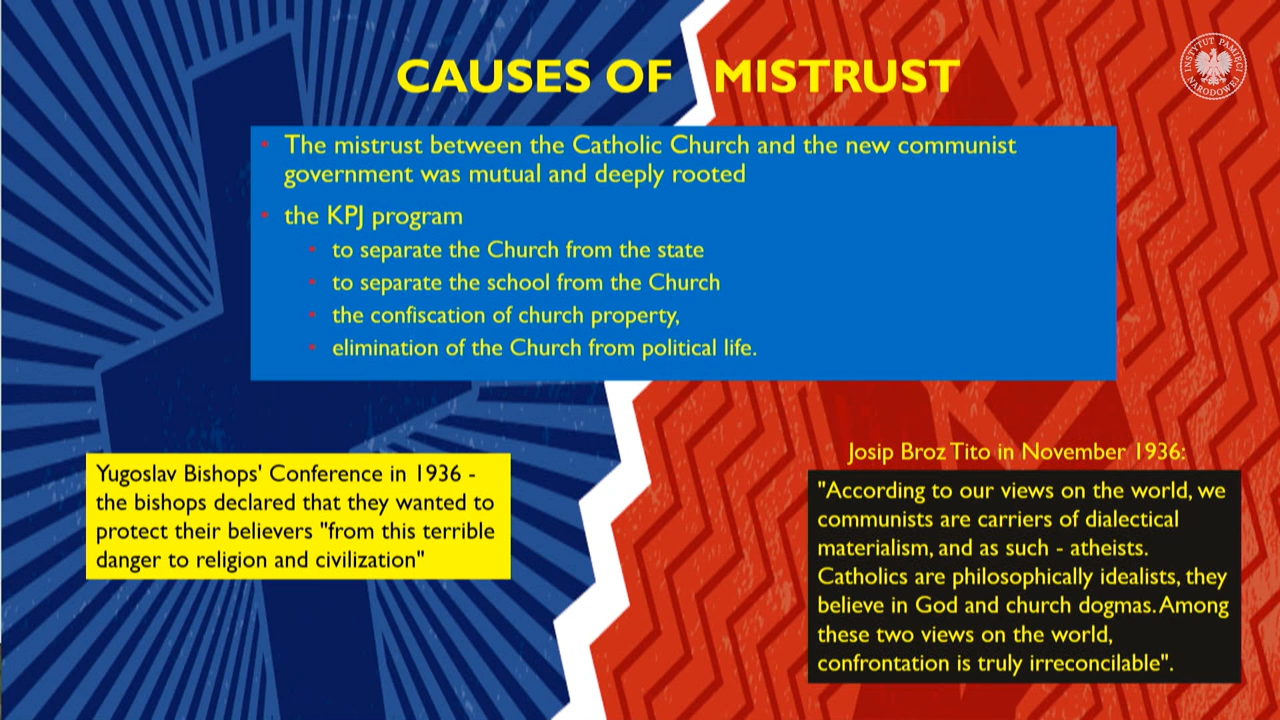 CAUSES OF MISTRUST
INSTYTUT PAMIĘCI NARODOWEJ
The mistrust between the Catholic Church and the new communist
government was mutual and deeply rooted
the KPJ program
to separate the Church from the state
to separate the school from the Church
the confiscation of church property,
elimination of the Church from political life.
Yugoslav Bishops' Conference in 1936 -
the bishops declared that they wanted to
protect their believers "from this terrible
danger to religion and civilization"
Josip Broz Tito in November 1936:
"According to our views on the world, we
communists are carriers of dialectical
materialism, and as such - atheists.
Catholics are philosophically idealists, they
believe in God and church dogmas. Among
these two views on the world,
confrontation is truly irreconcilable".